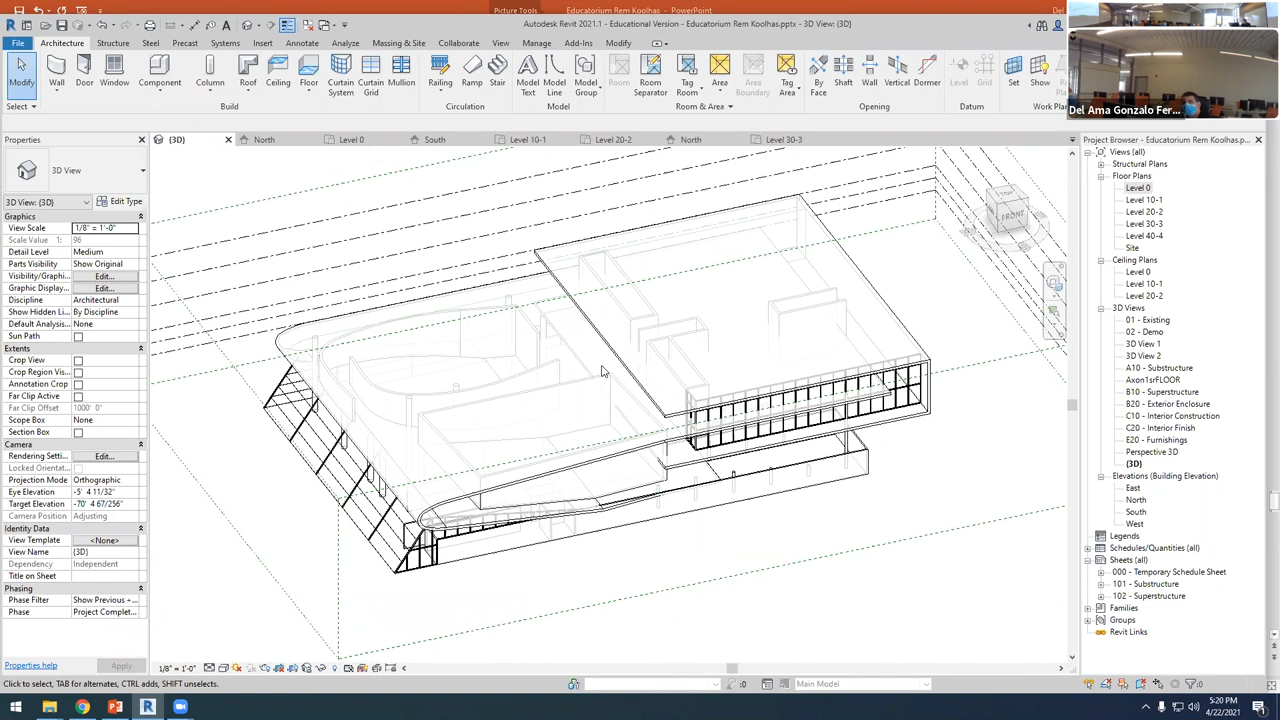 Picture Tools
Educatorium Rem Koolhas.pptx - PowerPoint
Del
Autodesk Revit 2021.1 - Educational Version - Educatorium Rem Koolhas.pptx - 3D View: {3D}
File
Architecture
Structure
Steel
Precast
Systems
Insert
Annotate
Analyze
Massing & Site
Collaborate
View
Manage
Add-Ins
Modify
Modify
Wall
Door
Window
Component
Column
Roof
Ceiling
Floor
Curtain System
Curtain Grid
Mullion
Railing
Ramp
Stair
Model Text
Model Line
Model Group
Room
Room Separator
Tag Room
Area
Area Boundary
Tag Area
By Face
Shaft
Wall
Vertical
Dormer
Level
Grid
Set
Show
Select
Build
Circulation
Model
Room & Area
Opening
Datum
Work Pl
Del Ama Gonzalo Fer...
Properties
{3D}
North
Level 0
South
Level 10-1
Level 20-2
North
Level 30-3
3D View
3D View: {3D}
Edit Type
Graphics
View Scale 1/8" = 1'-0"
Scale Value 1: 96
Detail Level Medium
Parts Visibility Show Original
Visibility/Graphi... Edit...
Graphic Display... Edit...
Discipline Architectural
Show Hidden Li... By Discipline
Default Analysis... None
Sun Path
Extents
Crop View
Crop Region Vis...
Annotation Crop
Far Clip Active
Far Clip Offset 1000' 0"
Scope Box None
Section Box
Camera
Rendering Setti... Edit...
Locked Orientat...
Projection Mode Orthographic
Eye Elevation -5' 4 11/32"
Target Elevation -70' 4 67/256"
Camera Position Adjusting
Identity Data
View Template <None>
View Name {3D}
Dependency Independent
Title on Sheet
Phasing
Phase Filter Show Previous + ...
Phase Project Complet...
Properties help
Apply
TOP
FRONT
Project Browser - Educatorium Rem Koolhas.p...
Views (all)
Structural Plans
Floor Plans
Level 0
Level 10-1
Level 20-2
Level 30-3
Level 40-4
Site
Ceiling Plans
Level 0
Level 10-1
Level 20-2
3D Views
01 - Existing
02 - Demo
3D View 1
3D View 2
A10 - Substructure
Axon1srFLOOR
B10 - Superstructure
B20 - Exterior Enclosure
C10 - Interior Construction
C20 - Interior Finish
E20 - Furnishings
Perspective 3D
{3D}
Elevations (Building Elevation)
East
North
South
West
Legends
Schedules/Quantities (all)
Sheets (all)
000 - Temporary Schedule Sheet
101 - Substructure
102 - Superstructure
Families
Groups
Revit Links
1/8" = 1'-0"
Click to select, TAB for alternates, CTRL adds, SHIFT unselects.
:0
Main Model
:0
5:20 PM
4/22/2021